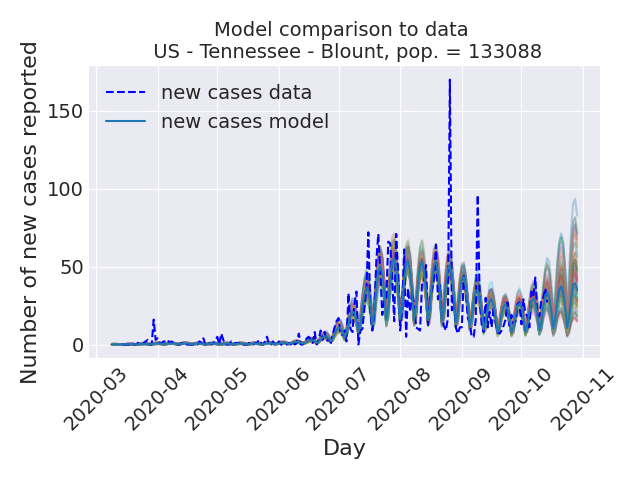 Model comparison to data
US - Tennessee - Blount, pop. = 133088
Number of new cases reported
150
100
50
0
new cases data
new cases model
2020-03
2020-04
2020-05
2020-06
2020-07
2020-08
2020-09
2020-10
2020-11
Day